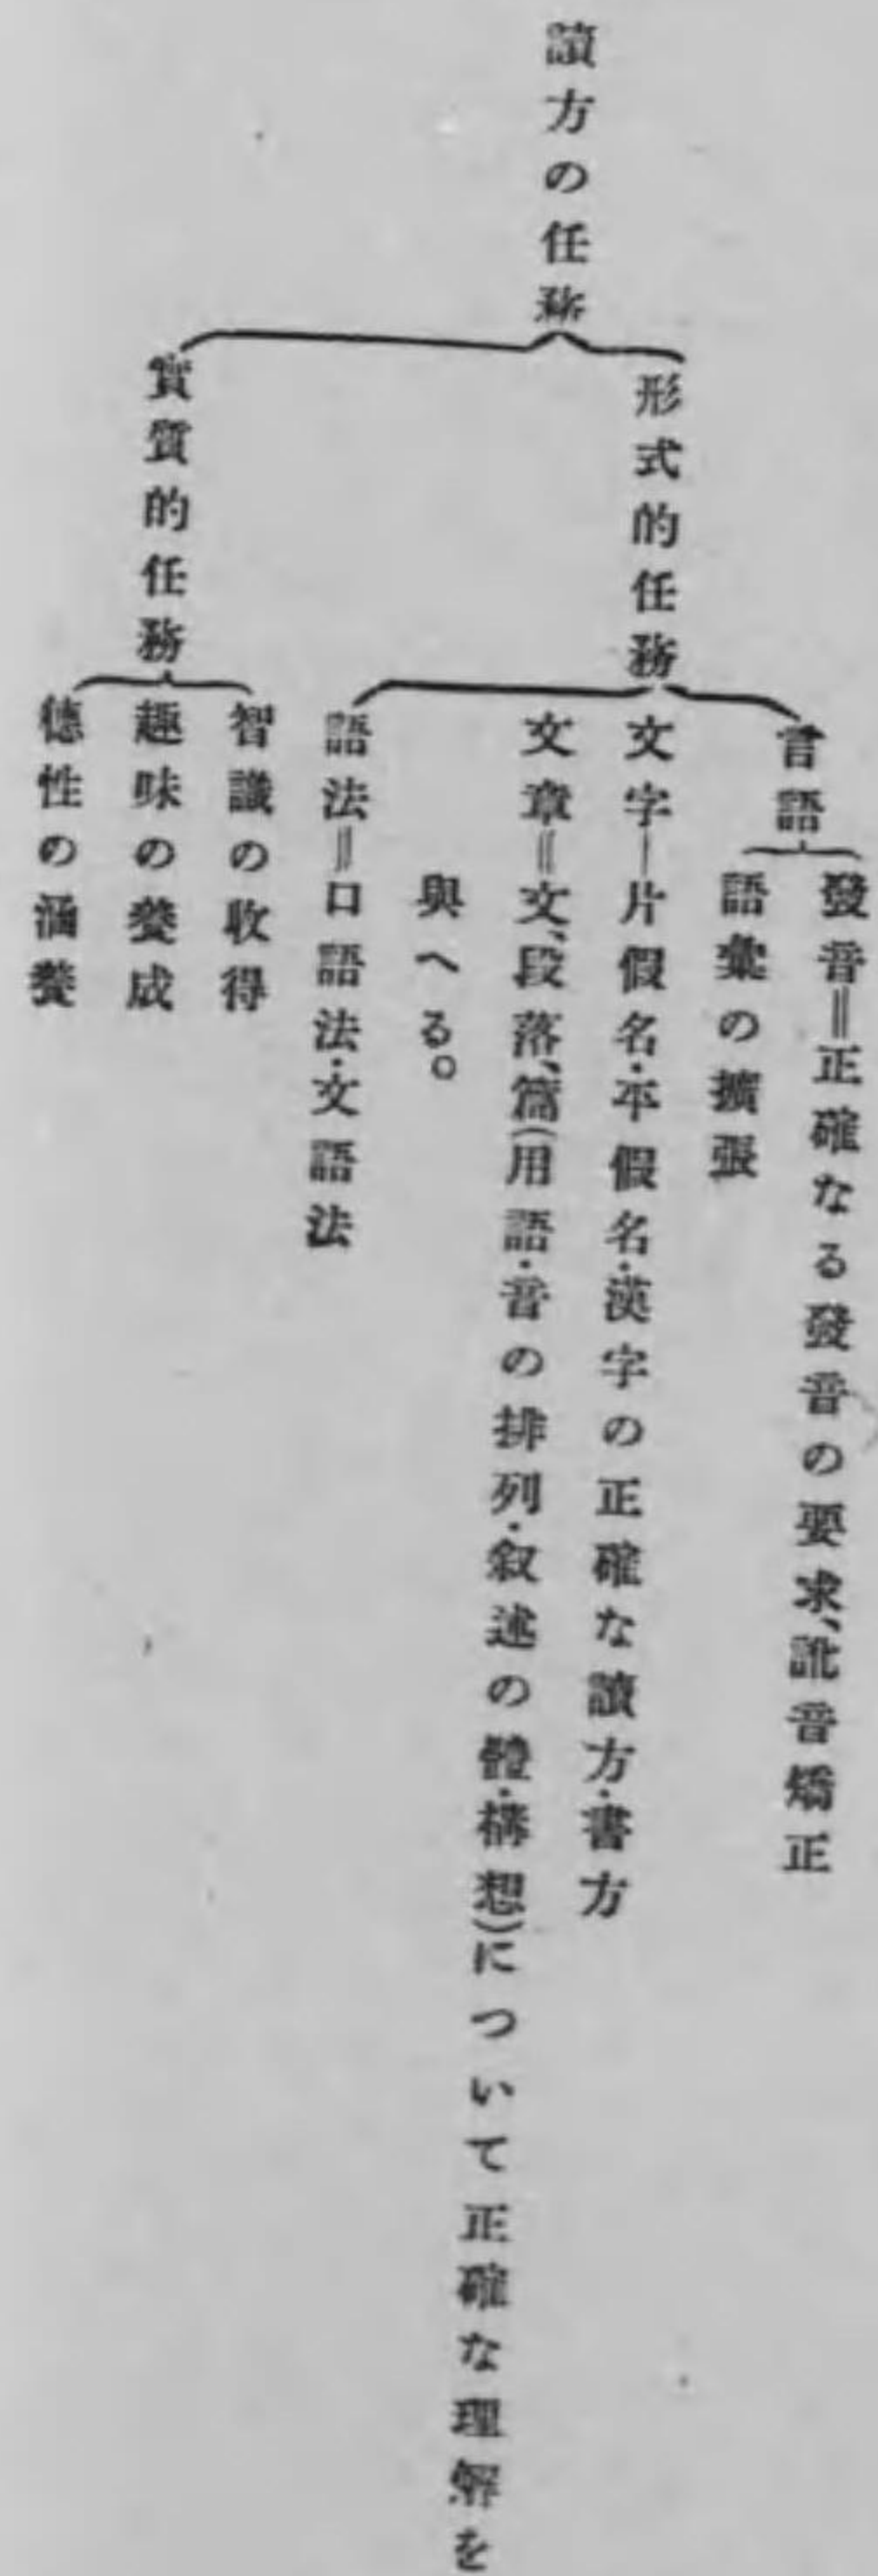 讀方の任務
形式的任務
言語
發音＝正確なる發音の要求、訛音矯正
語彙の擴張
文字―片假名・平假名・漢字の正確な讀方・書方
文章＝文、段落、篇(用語・音の排列・叙述の體・構想)について正確な理解を
與へる。
語法＝口語法・文語法
實質的任務
智識の收得
趣味の養成
德性の涵養